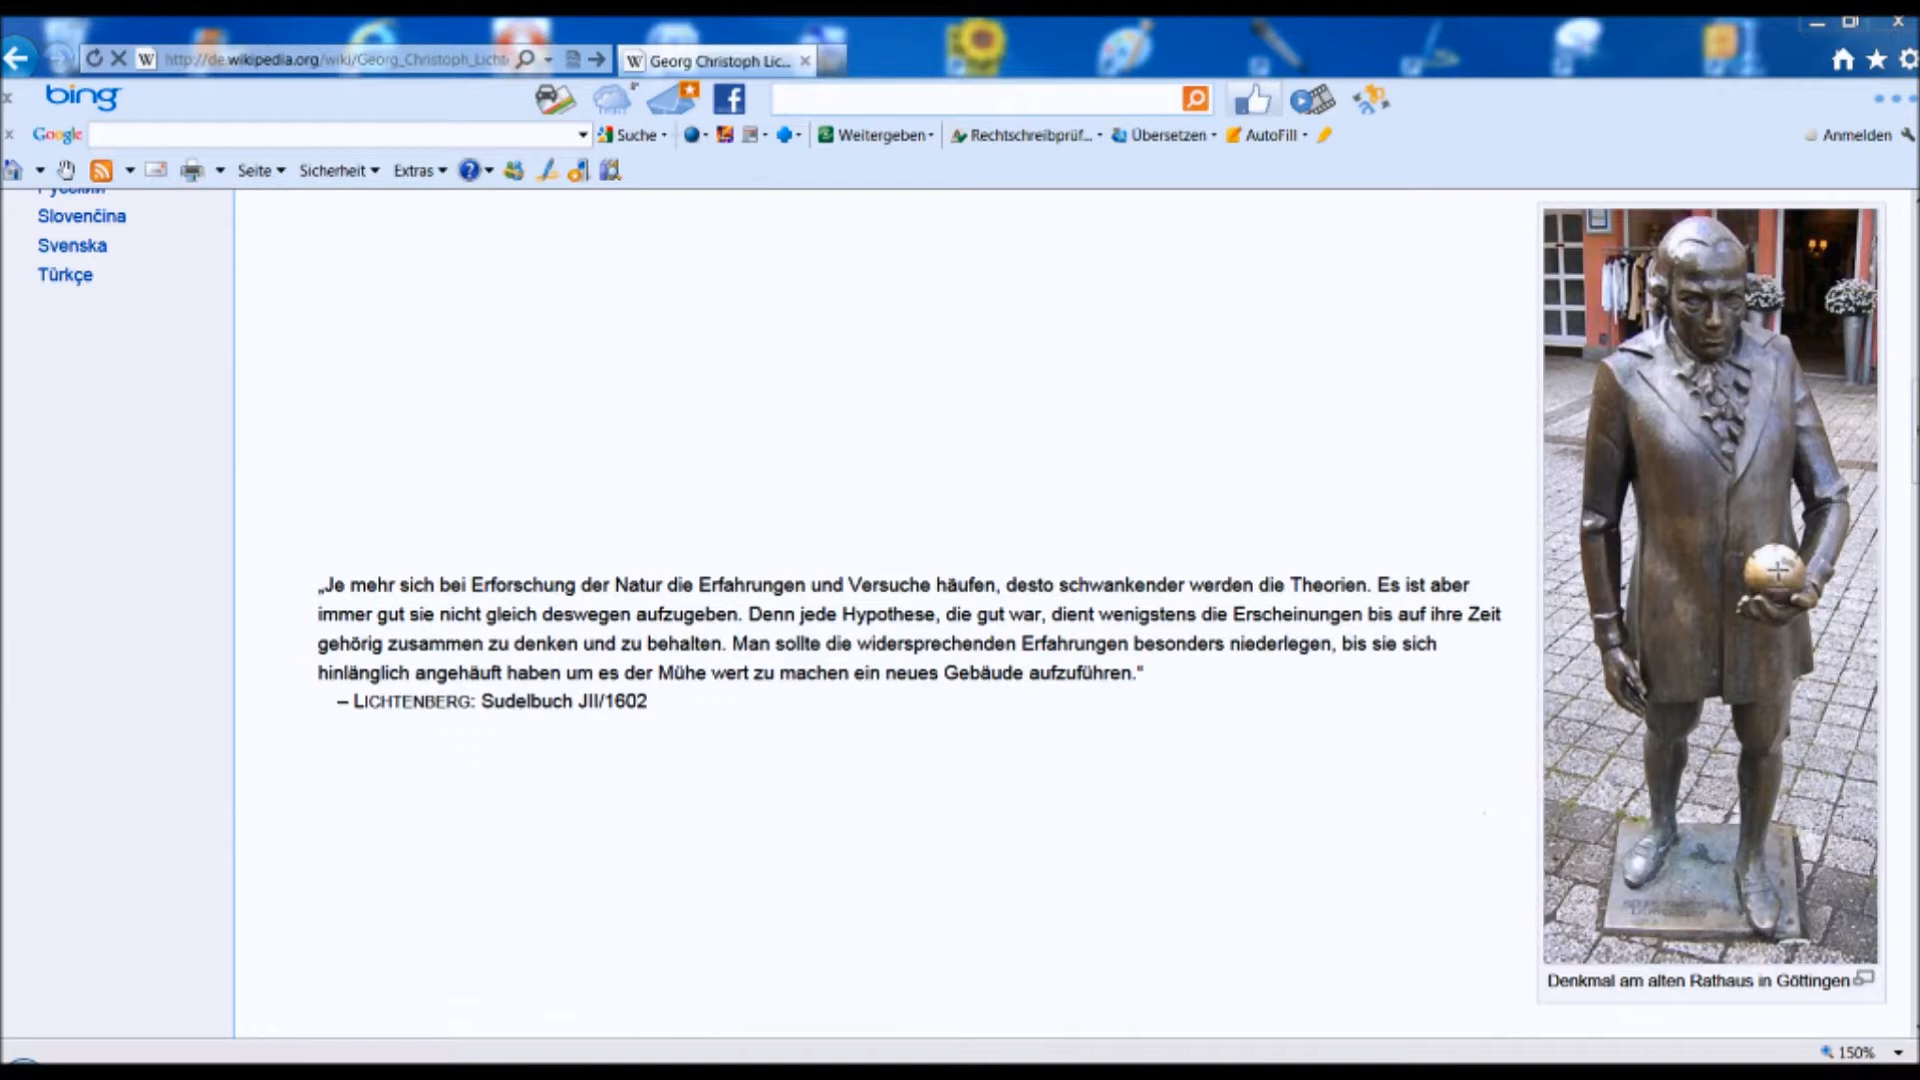 http://de.wikipedia.org/wiki/Georg_Christoph_Licht
Georg Christoph Lic...
bing
Google
Suche
Weitergeben
Rechtschreibprüf...
Übersetzen
AutoFill
Anmelden
Seite
Sicherheit
Extras
Русский
Slovenčina
Svenska
Türkçe
„Je mehr sich bei Erforschung der Natur die Erfahrungen und Versuche häufen, desto schwankender werden die Theorien. Es ist aber
immer gut sie nicht gleich deswegen aufzugeben. Denn jede Hypothese, die gut war, dient wenigstens die Erscheinungen bis auf ihre Zeit
gehörig zusammen zu denken und zu behalten. Man sollte die widersprechenden Erfahrungen besonders niederlegen, bis sie sich
hinlänglich angehäuft haben um es der Mühe wert zu machen ein neues Gebäude aufzuführen.“
– LICHTENBERG: Sudelbuch JII/1602
Denkmal am alten Rathaus in Göttingen
150%